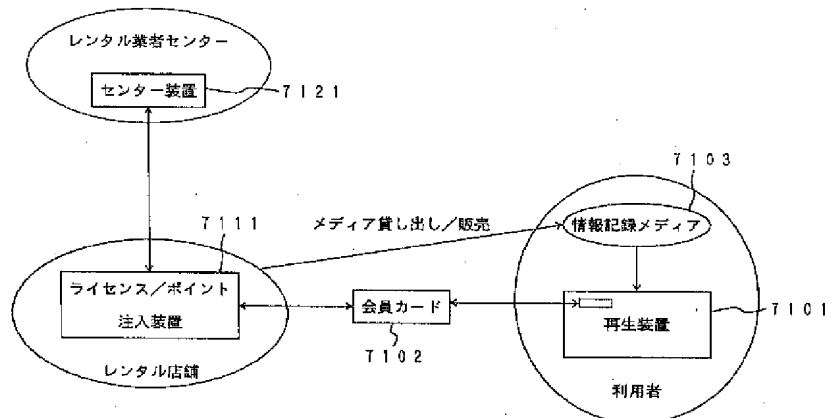 レンタル業者センター
センター装置
7121
7103
7111
メディア貸し出し／販売
情報記録メディア
ライセンス／ポイント
注入装置
会員カード
再生装置
7101
7102
レンタル店舗
利用者